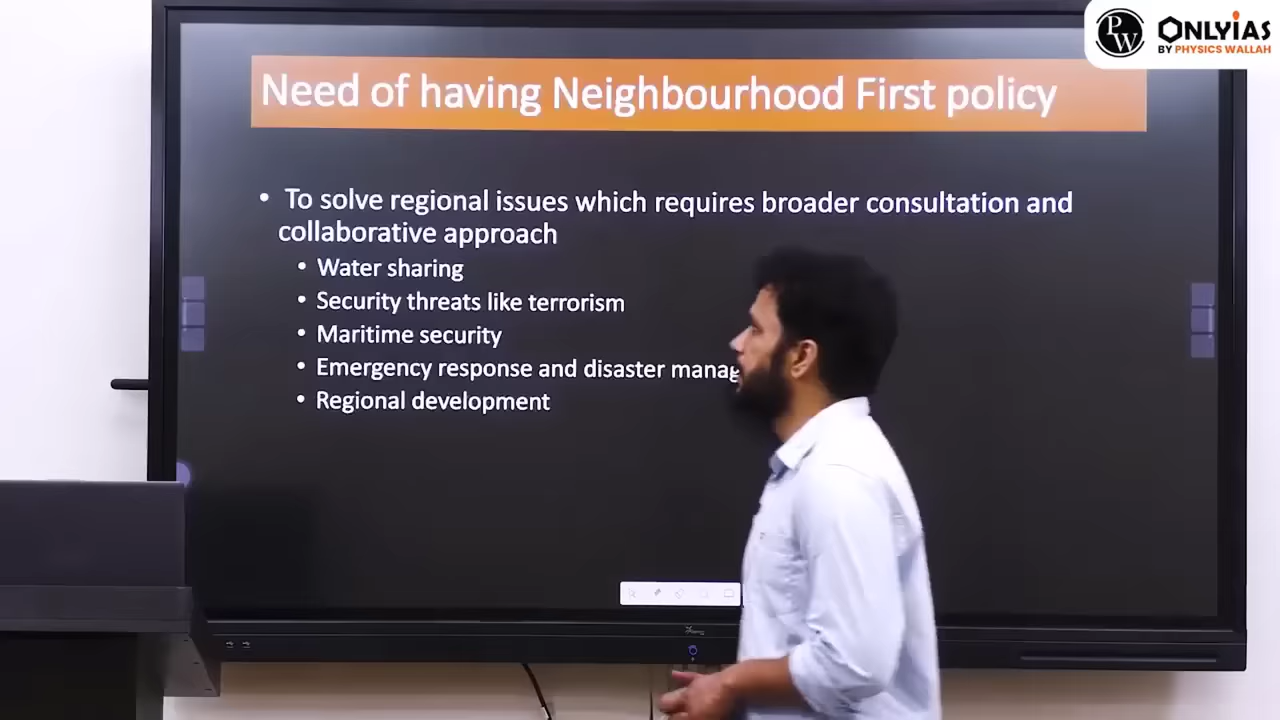 PW
ONLYIAS
BY PHYSICS WALLAH
Need of having Neighbourhood First policy
• To solve regional issues which requires broader consultation and
collaborative approach
• Water sharing
• Security threats like terrorism
• Maritime security
• Emergency response and disaster manag
• Regional development